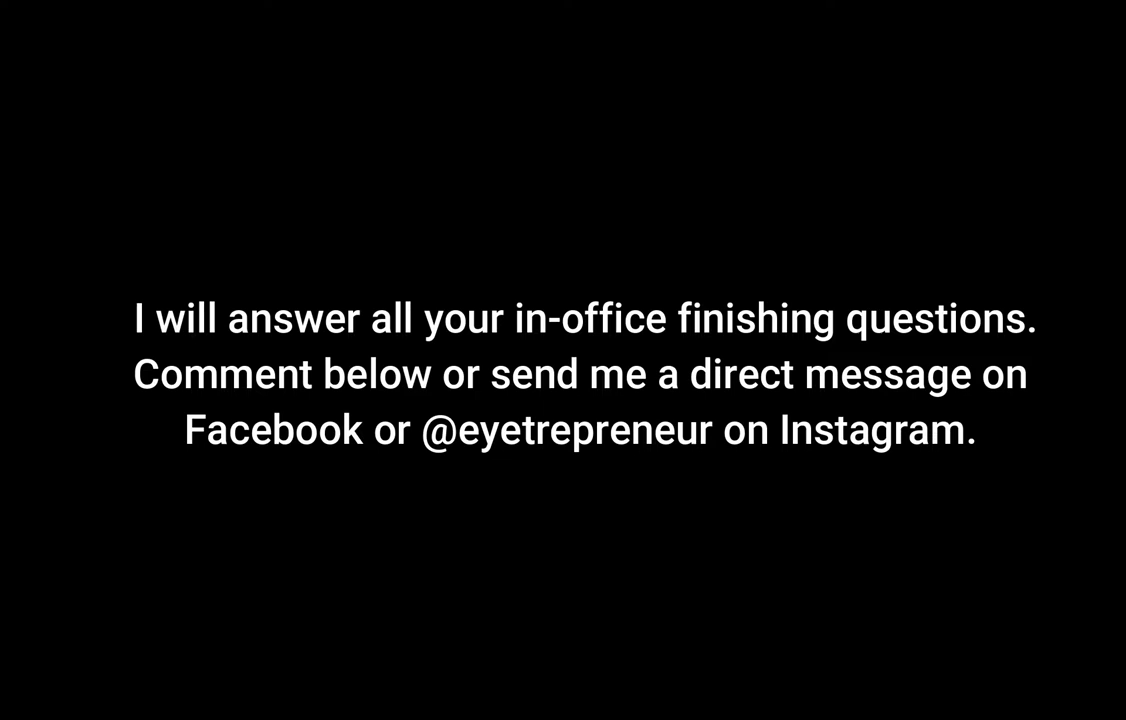 I will answer all your in-office finishing questions.
Comment below or send me a direct message on
Facebook or @eyetrepreneur on Instagram.